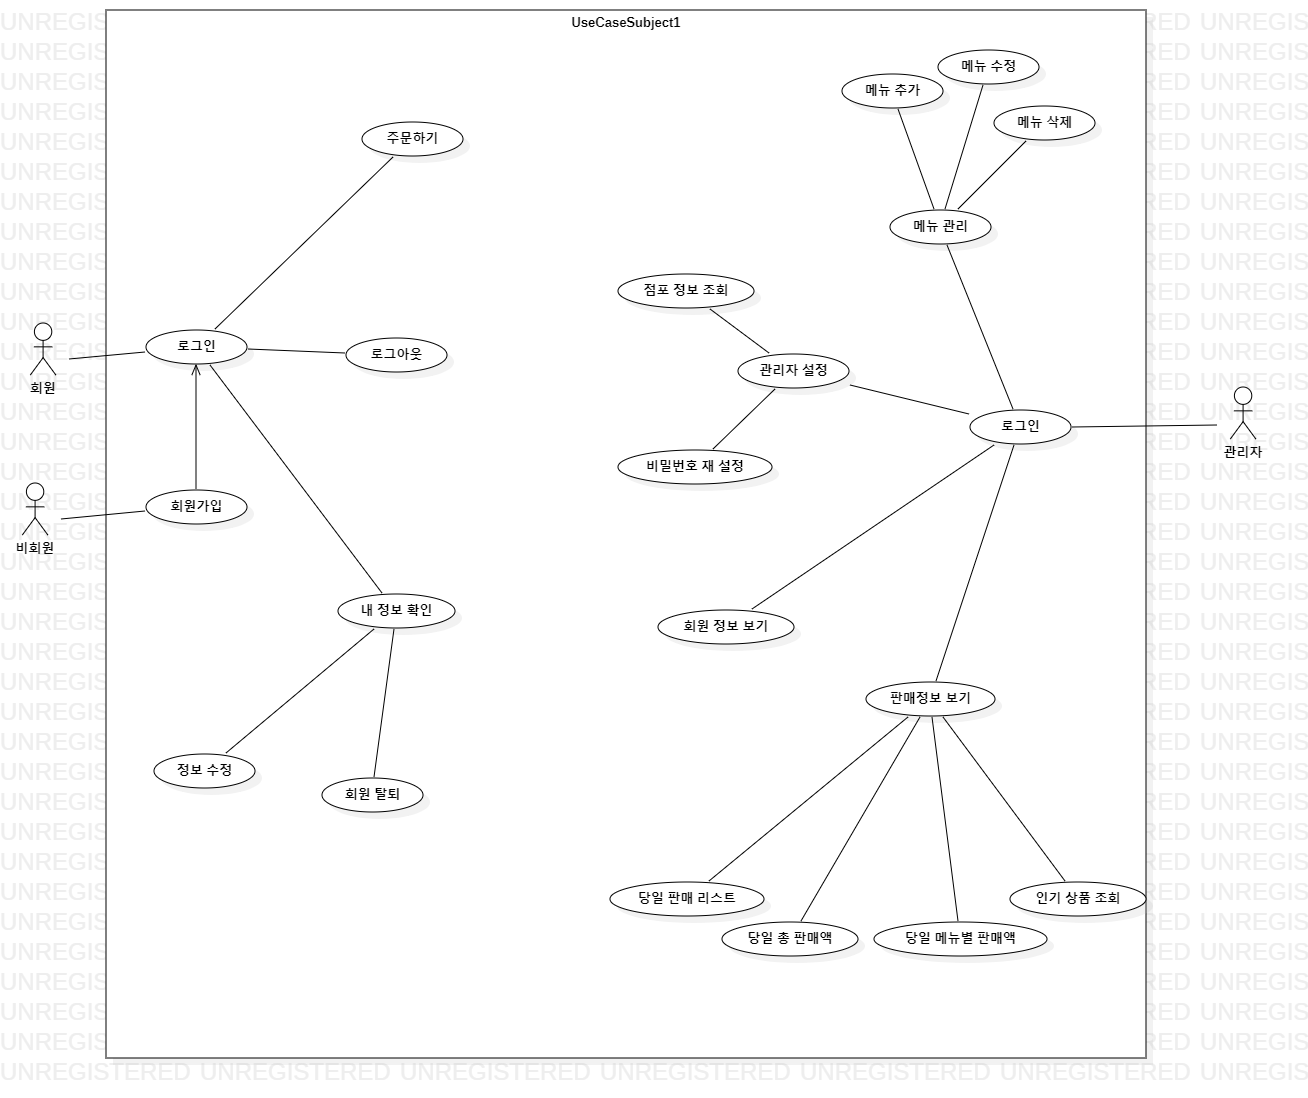 UseCaseSubject1
메뉴 수정
메뉴 추가
메뉴 삭제
주문하기
메뉴 관리
점포 정보 조회
로그인
로그아웃
관리자 설정
회원
로그인
관리자
비밀번호 재 설정
회원가입
비회원
내 정보 확인
회원 정보 보기
판매정보 보기
정보 수정
회원 탈퇴
당일 판매 리스트
인기 상품 조회
당일 총 판매액
당일 메뉴별 판매액
UNREGISTERED UNREGISTERED UNREGISTERED UNREGISTERED UNREGISTERED UNREGISTERED UNREGIS